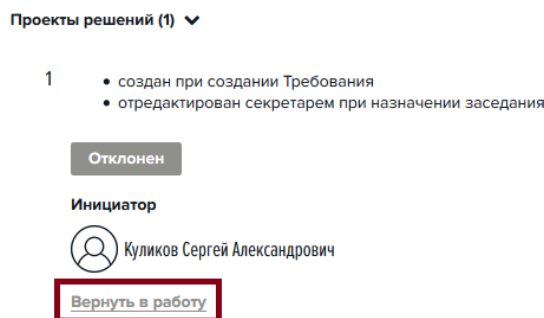 Проекты решений (1)
1
• создан при создании Требования
• отредактирован секретарем при назначении заседания
Отклонен
Инициатор
Куликов Сергей Александрович
Вернуть в работу